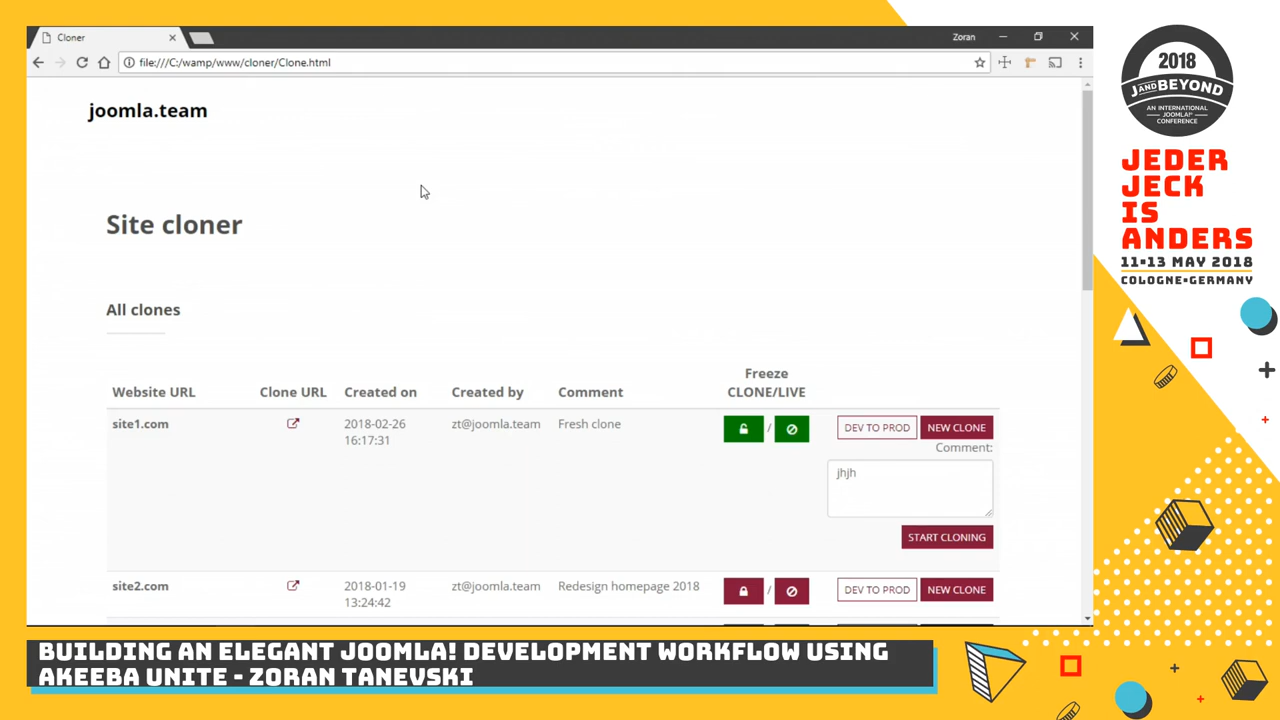 Cloner
Zoran
file:///C:/wamp/www/cloner/Clone.html
joomla.team
Site cloner
All clones
Website URL
Clone URL
Created on
Created by
Comment
Freeze
CLONE/LIVE
site1.com
2018-02-26
16:17:31
zt@joomla.team
Fresh clone
/
DEV TO PROD
NEW CLONE
Comment:
jhjh
START CLONING
site2.com
2018-01-19
13:24:42
zt@joomla.team
Redesign homepage 2018
/
DEV TO PROD
NEW CLONE
2018
J AND BEYOND
AN INTERNATIONAL
JOOMLA!
CONFERENCE
JEDER
JECK
IS
ANDERS
11-13 MAY 2018
COLOGNE-GERMANY
BUILDING AN ELEGANT JOOMLA! DEVELOPMENT WORKFLOW USING
AKEEBA UNITE - ZORAN TANEVSKI